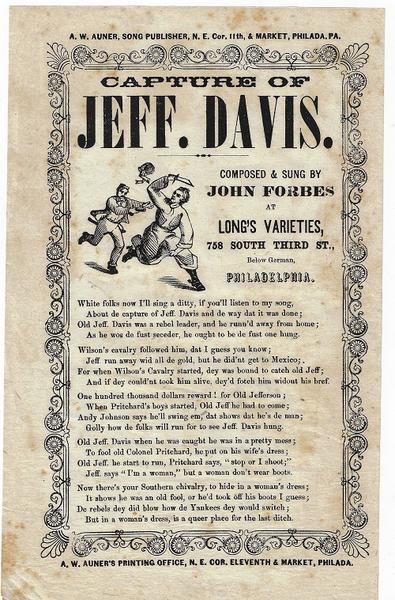 A. W. AUNER, SONG PUBLISHER, N. E. Cor. 11th, & MARKET, PHILADA. PA.
CAPTURE OF
JEFF. DAVIS.
COMPOSED & SUNG BY
JOHN FORBES
AT
LONG'S VARIETIES,
758 SOUTH THIRD ST.,
Below German,
PHILADELPHIA.
White folks now I'll sing a ditty, if you'll listen to my song,
About de capture of Jeff. Davis and de way dat it was done;
Old Jeff. Davis was a rebel leader, and he runn'd away from home;
As he wos de fust seceder, he ought to be de fust one hung.
Wilson's cavalry followed him, dat I guess you know;
Jeff run away wid all de gold, but he did'nt get to Mexico;
For when Wilson's Cavalry started, dey was bound to catch old Jeff;
And if dey could'nt took him alive, dey'd fotch him widout his bref.
One hundred thousand dollars reward! for Old Jefferson;
When Pritchard's boys started, Old Jeff he had to come;
Andy Johnson says he'll swing em, dat shows dat he's de man;
Golly how de folks will run for to see Jeff. Davis hung.
Old Jeff. Davis when he was caught he was in a pretty mess;
To fool old Colonel Pritchard, he put on his wife's dress;
Old Jeff. he start to run, Pritchard says, "stop or I shoot;"
Jeff. says "I'm a woman," but a woman don't wear boots.
Now there's your Southern chivalry, to hide in a woman's dress;
It shows he was an old fool, or he'd took off his boots I guess;
De rebels dey did blow how de Yankees dey would switch;
But in a woman's dress, is a queer place for the last ditch.
A. W. AUNER'S PRINTING OFFICE, N. E. COR. ELEVENTH & MARKET, PHILADA.